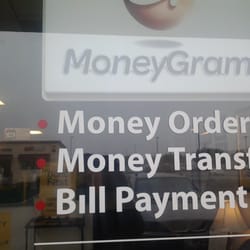 MoneyGram
• Money Order
• Money Transf
• Bill Payment